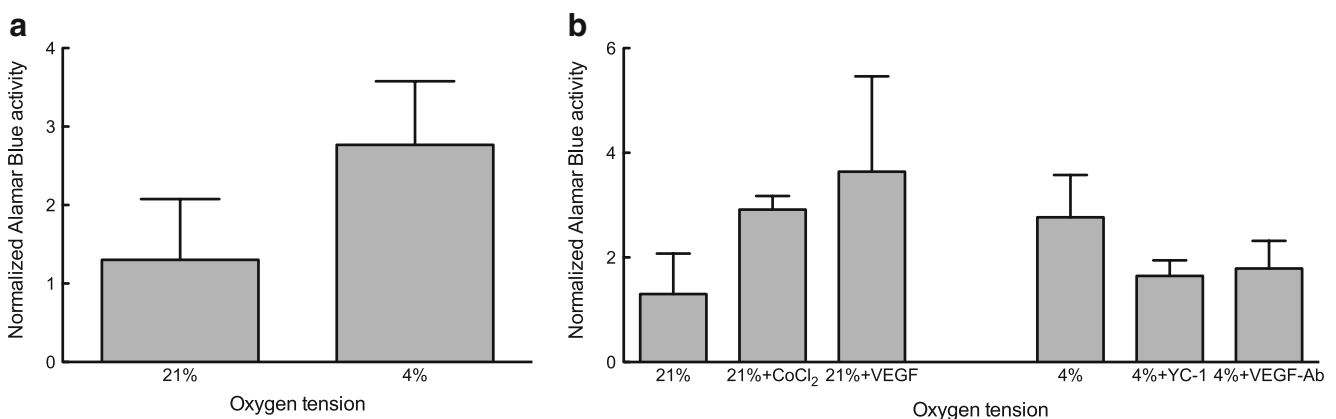 a
Normalized Alamar Blue activity
4
3
2
1
0
21% 4%
Oxygen tension
b
Normalized Alamar Blue activity
6
4
2
0
21% 21%+CoCl₂ 21%+VEGF 4% 4%+YC-1 4%+VEGF-Ab
Oxygen tension